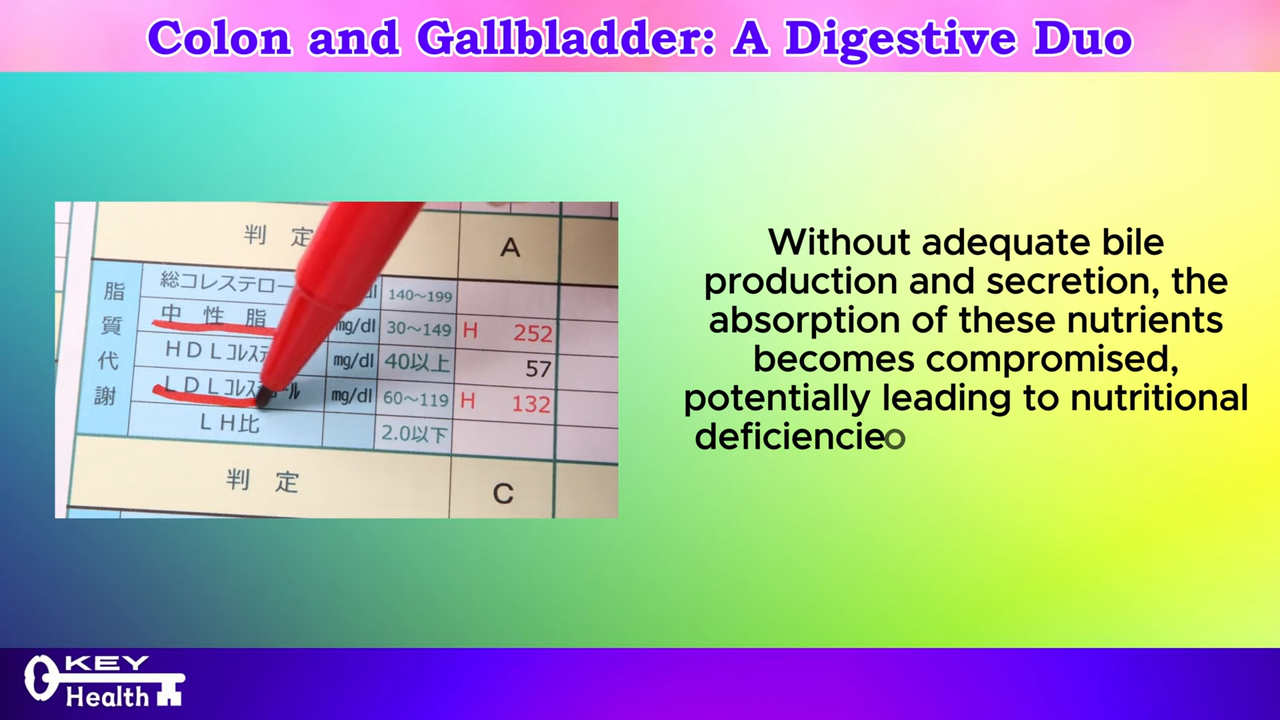 Colon and Gallbladder: A Digestive Duo
判 定 A
脂質代謝
総コレステロー 140~199
中 性 脂 mg/dl 30~149 H 252
HDLコレステ mg/dl 40以上 57
LDLコレステロール mg/dl 60~119 H 132
LH比 2.0以下
判 定 C
Without adequate bile
production and secretion, the
absorption of these nutrients
becomes compromised,
potentially leading to nutritional
deficiencie
KEY
Health